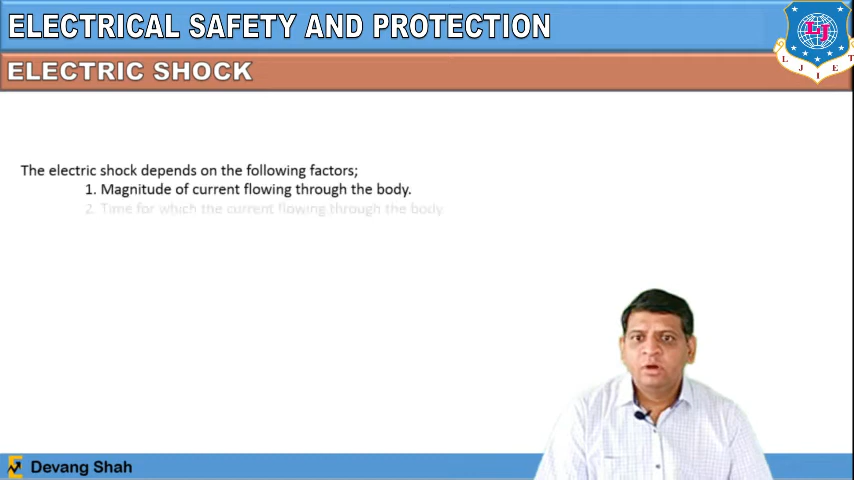 ELECTRICAL SAFETY AND PROTECTION
ELECTRIC SHOCK
LJ
L J I E T
The electric shock depends on the following factors;
1. Magnitude of current flowing through the body.
2. Time for which the current flowing through the body.
Devang Shah